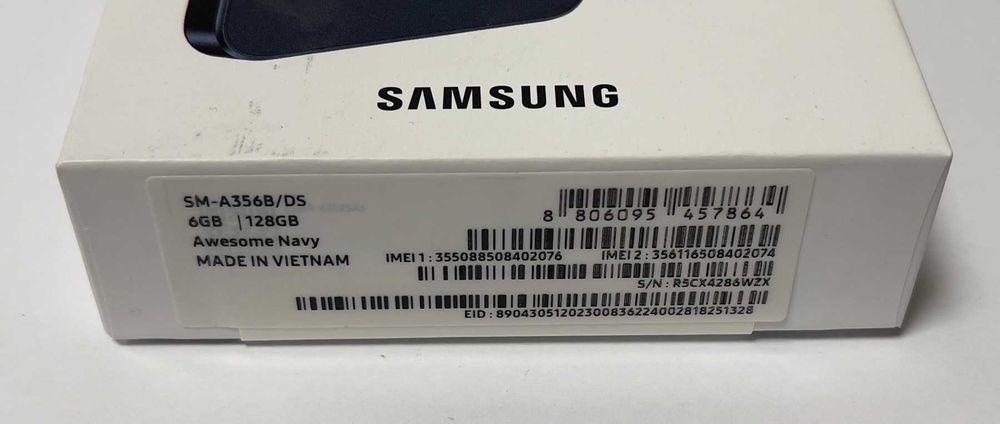 SAMSUNG
SM-A356B/DS
6GB | 128GB
Awesome Navy
MADE IN VIETNAM
8 806095 457864
IMEI 1 : 355088508402076 IMEI 2 : 356116508402074
S/N : R5CX4286WZX
EID : 89043051202300836224002818251328